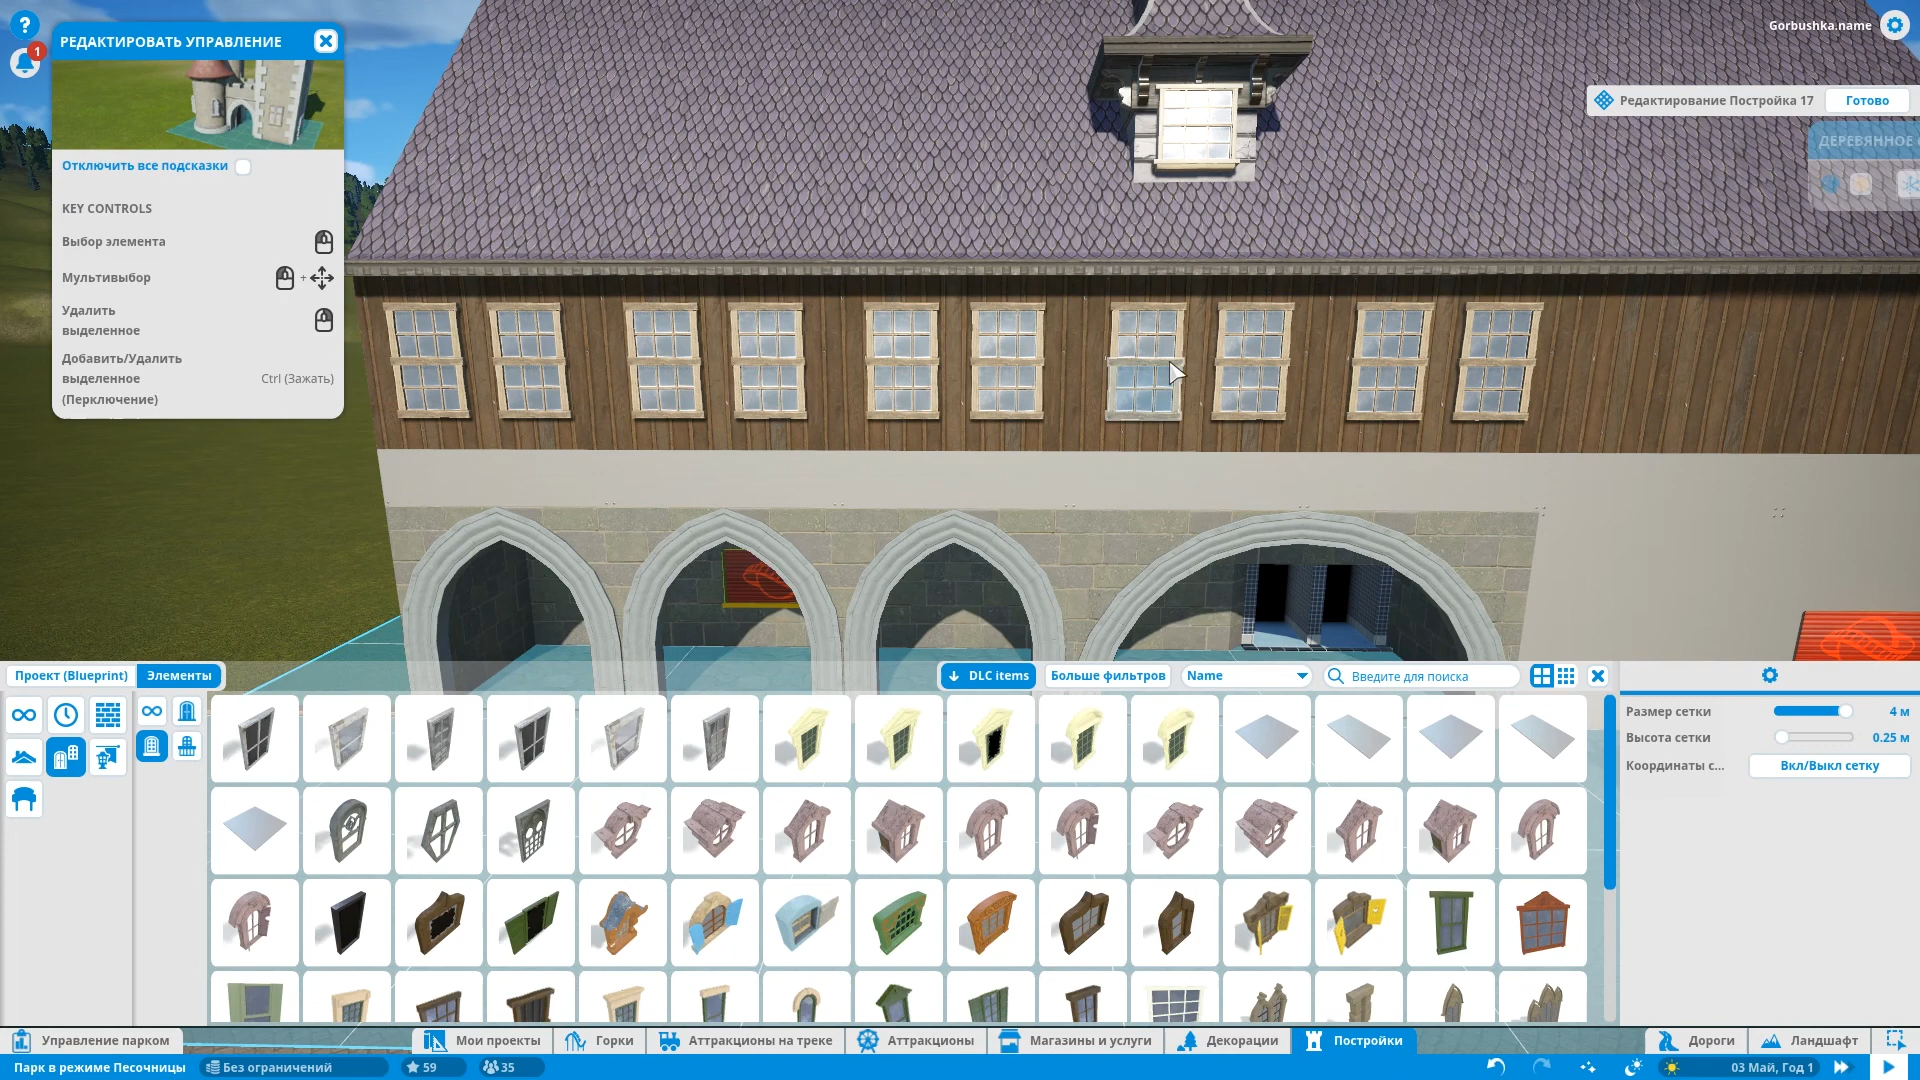 ?
1
РЕДАКТИРОВАТЬ УПРАВЛЕНИЕ
Отключить все подсказки
KEY CONTROLS
Выбор элемента
Мультивыбор
+
Удалить
выделенное
Добавить/Удалить
выделенное
Ctrl (Зажать)
(Переключение)
Gorbushka.name
Редактирование Постройка 17
Готово
ДЕРЕВЯННОЕ
Проект (Blueprint)
Элементы
DLC items
Больше фильтров
Name
Введите для поиска
Размер сетки
4 м
Высота сетки
0.25 м
Координаты с...
Вкл/Выкл сетку
Управление парком
Мои проекты
Горки
Аттракционы на треке
Аттракционы
Магазины и услуги
Декорации
Постройки
Дороги
Ландшафт
Парк в режиме Песочницы
Без ограничений
59
35
03 Май, Год 1